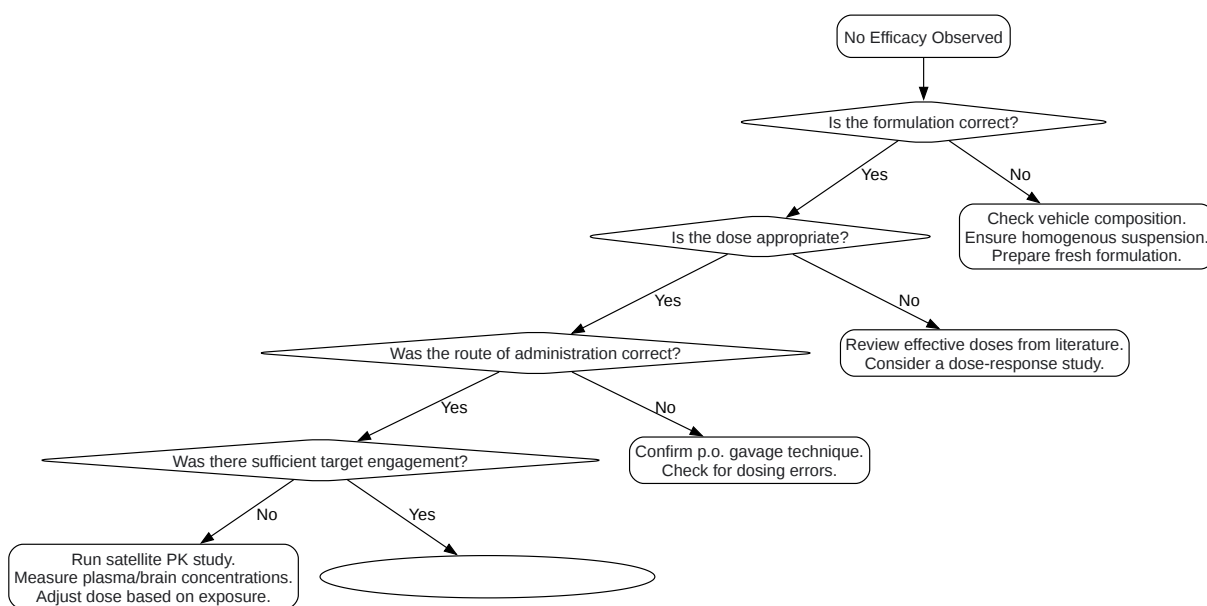 No Efficacy Observed
Is the formulation correct?
Yes
No
Check vehicle composition.
Ensure homogenous suspension.
Prepare fresh formulation.
Is the dose appropriate?
Yes
No
Review effective doses from literature.
Consider a dose-response study.
Was the route of administration correct?
Yes
No
Confirm p.o. gavage technique.
Check for dosing errors.
Was there sufficient target engagement?
No
Yes
Run satellite PK study.
Measure plasma/brain concentrations.
Adjust dose based on exposure.